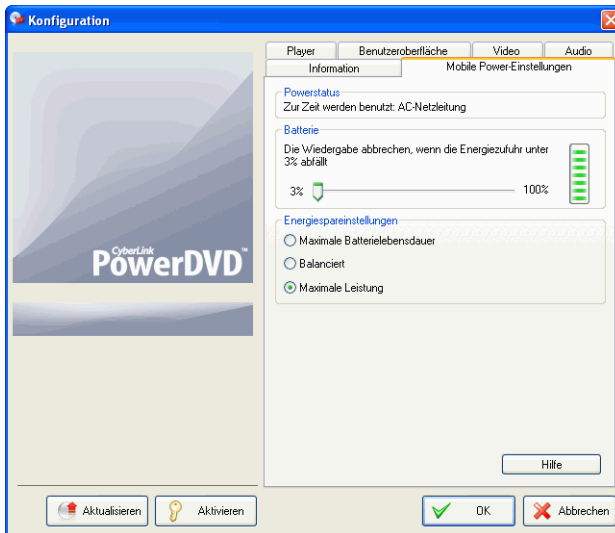 Konfiguration
Player Benutzeroberfläche Video Audio
Information Mobile Power-Einstellungen
Powerstatus
Zur Zeit werden benutzt: AC-Netzleitung
Batterie
Die Wiedergabe abbrechen, wenn die Energiezufuhr unter
3% abfällt
3% 100%
Energiespareinstellungen
Maximale Batterielebensdauer
Balanciert
Maximale Leistung
CyberLink
PowerDVD™
Hilfe
Aktualisieren Aktivieren OK Abbrechen